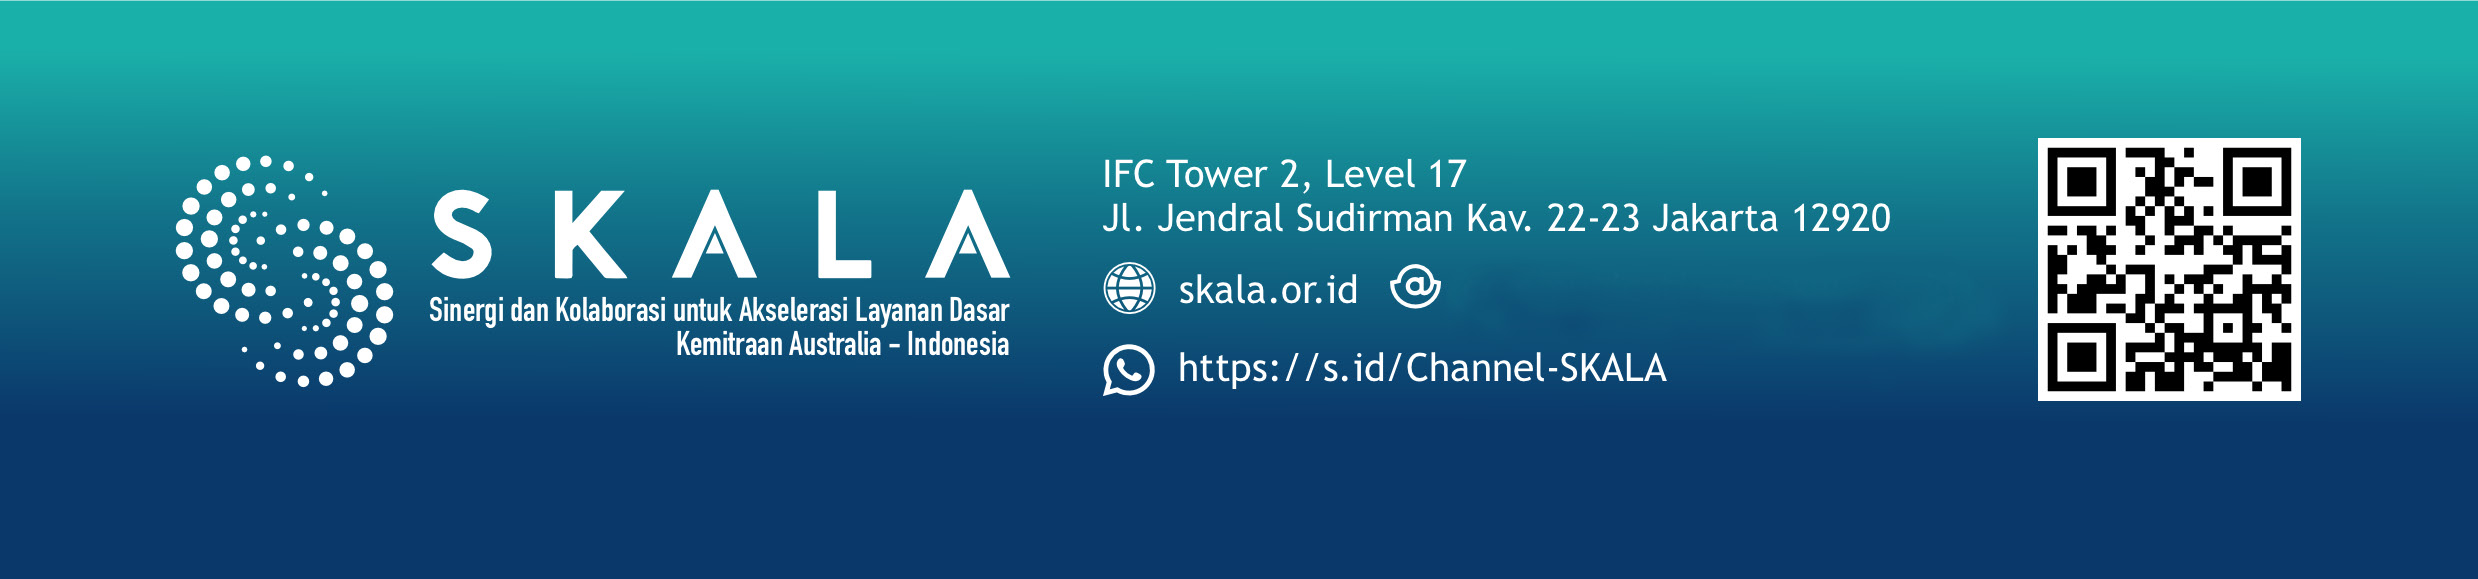 SKALA
Sinergi dan Kolaborasi untuk Akselerasi Layanan Dasar
Kemitraan Australia – Indonesia
IFC Tower 2, Level 17
Jl. Jendral Sudirman Kav. 22-23 Jakarta 12920
skala.or.id @
https://s.id/Channel-SKALA